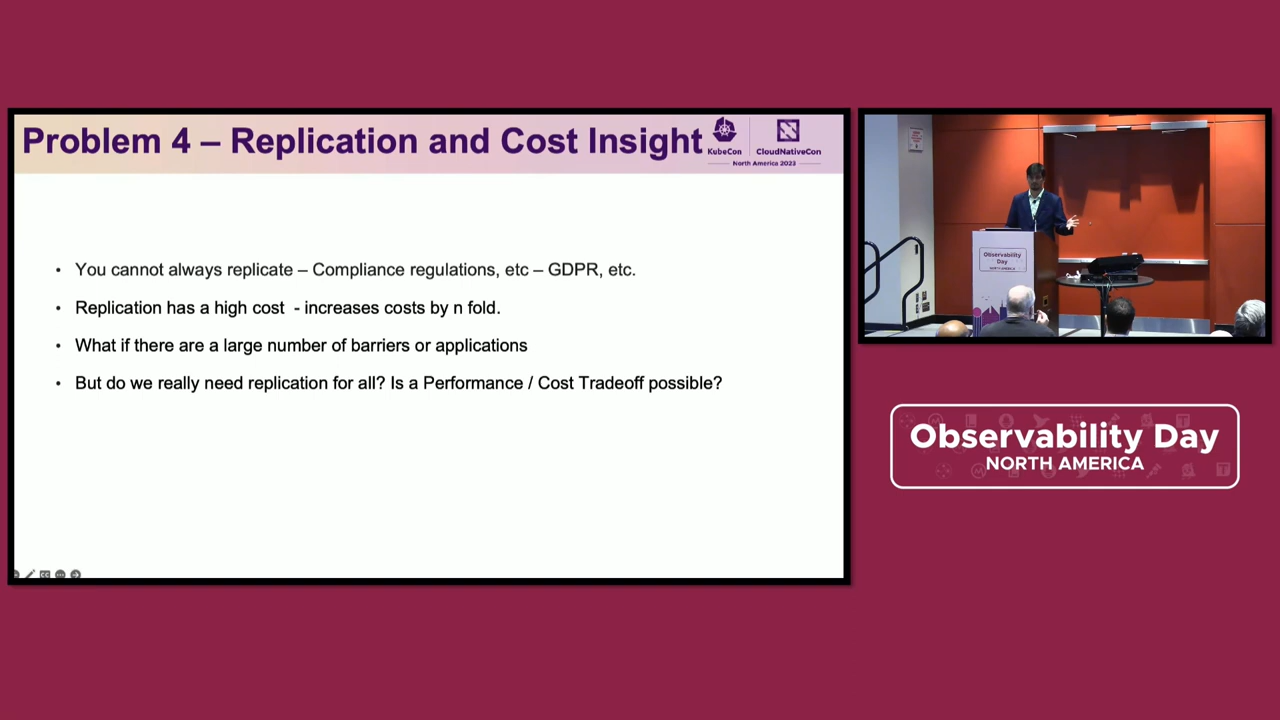 Problem 4 – Replication and Cost Insight
KubeCon
CloudNativeCon
North America 2023
• You cannot always replicate – Compliance regulations, etc – GDPR, etc.
• Replication has a high cost  - increases costs by n fold.
• What if there are a large number of barriers or applications
• But do we really need replication for all? Is a Performance / Cost Tradeoff possible?
Observability
Day
NORTH AMERICA
Observability Day
NORTH AMERICA